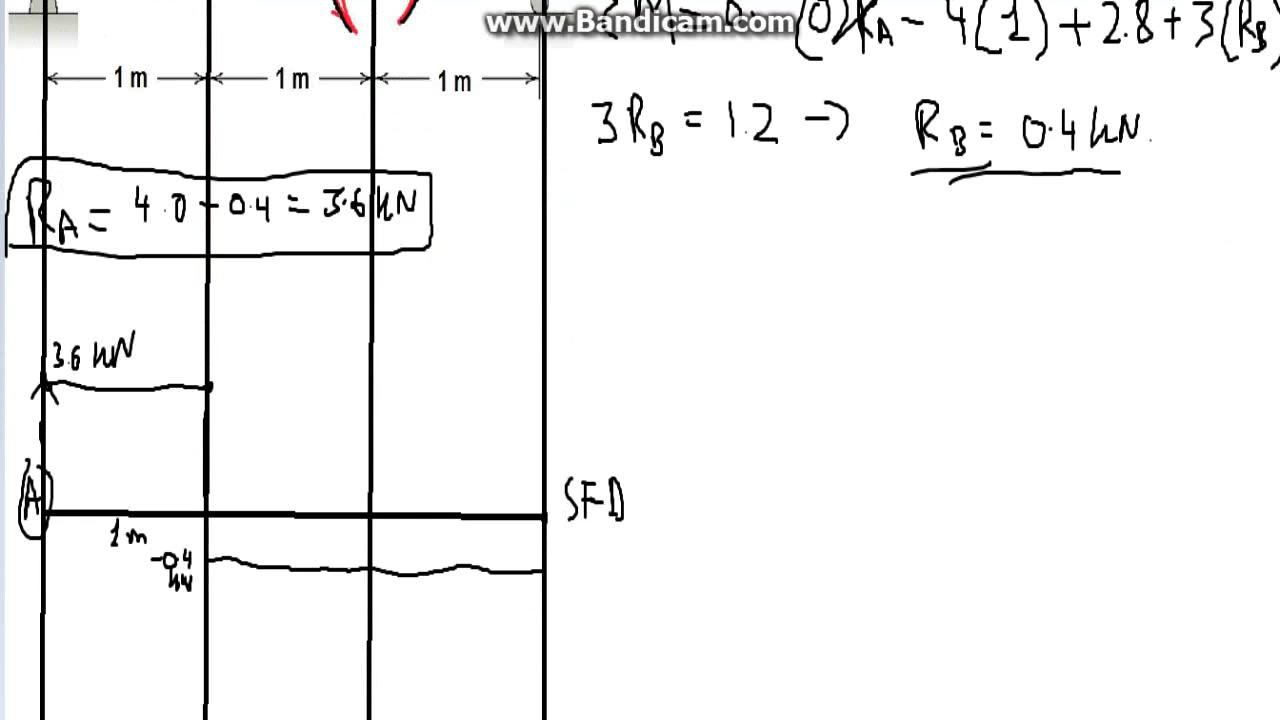 www.Bandicam.com
(0)RA - 4(1) + 2.8 + 3(RB)
1 m 1 m 1 m
3RB = 1.2 → RB = 0.4 kN.
RA = 4.0 - 0.4 = 3.6 kN
3.6 kN
A
SFD
1m
-0.4
kN